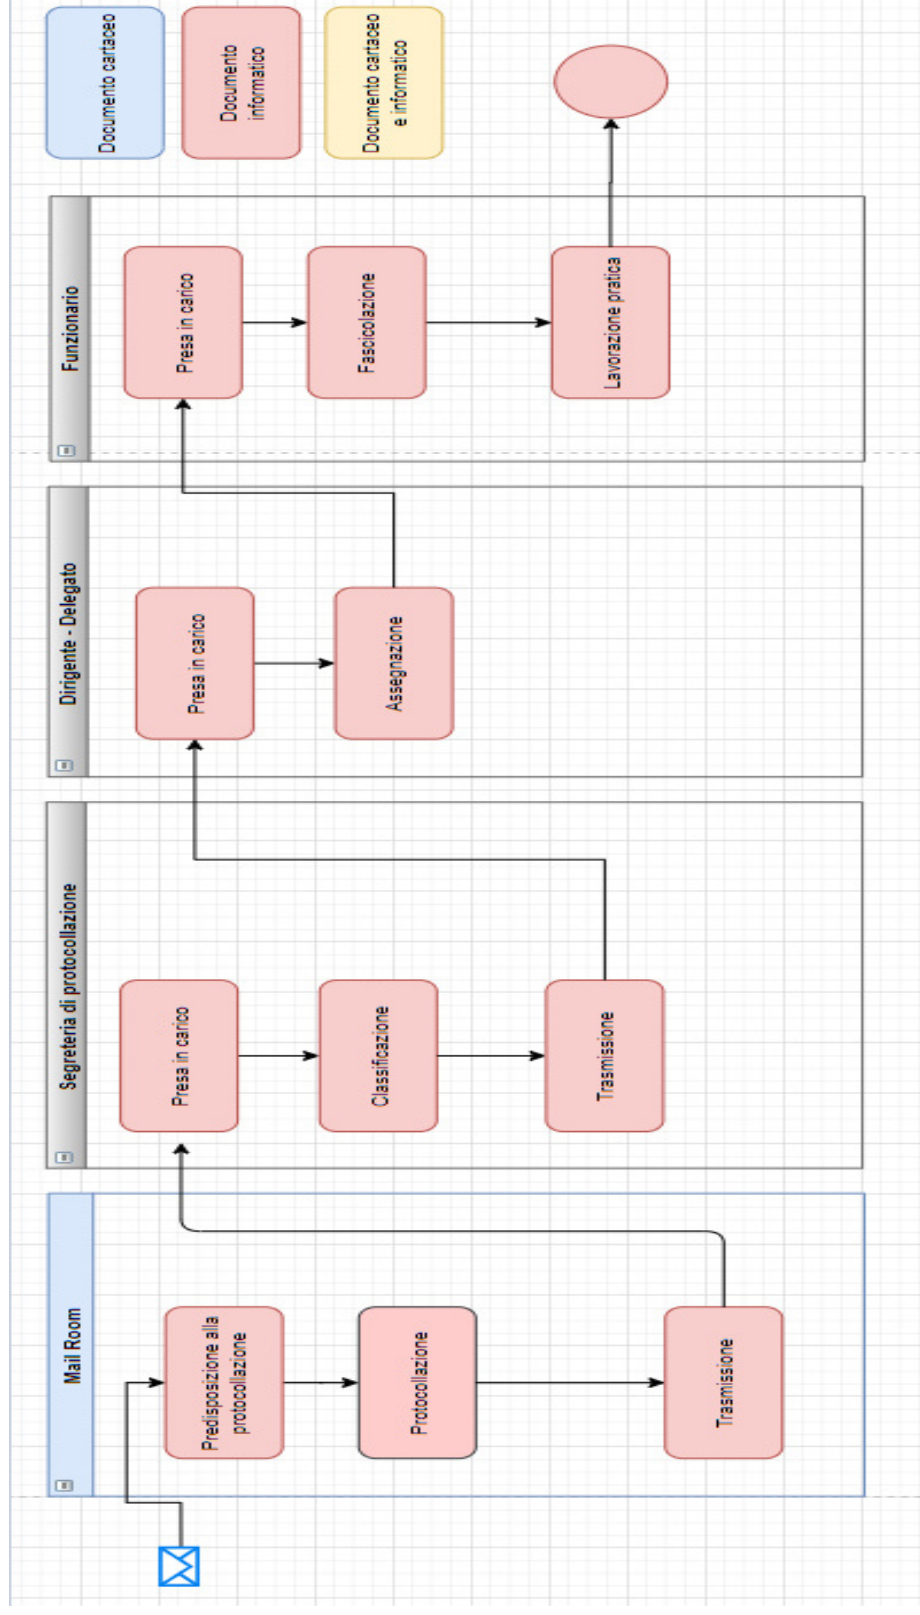 Mail Room
Predisposizione alla
protocollazione
Protocollazione
Trasmissione
Segreteria di protocollazione
Presa in carico
Classificazione
Trasmissione
Dirigente - Delegato
Presa in carico
Assegnazione
Funzionario
Presa in carico
Fascicolazione
Lavorazione pratica
Documento cartaceo
Documento
informatico
Documento cartaceo
e informatico